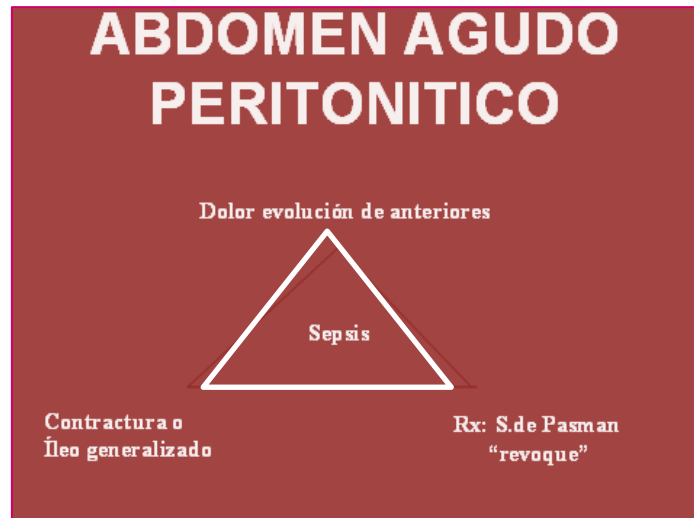 ABDOMEN AGUDO
PERITONITICO
Dolor evolución de anteriores
Sepsis
Contractura o
Íleo generalizado
Rx: S.de Pasman
“revoque”